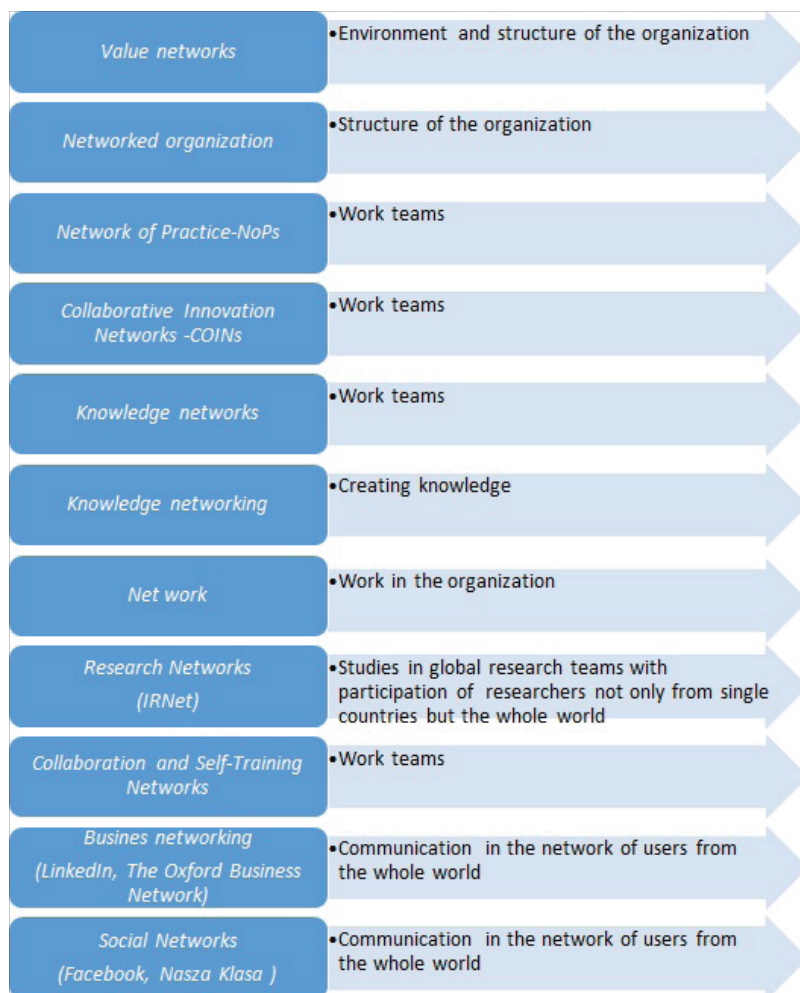 Value networks
•Environment and structure of the organization
Networked organization
•Structure of the organization
Network of Practice-NoPs
•Work teams
Collaborative Innovation
Networks -COINs
•Work teams
Knowledge networks
•Work teams
Knowledge networking
•Creating knowledge
Net work
•Work in the organization
Research Networks
(IRNet)
•Studies in global research teams with
participation of researchers not only from single
countries but the whole world
Collaboration and Self-Training
Networks
•Work teams
Busines networking
(LinkedIn, The Oxford Business
Network)
•Communication in the network of users from
the whole world
Social Networks
(Facebook, Nasza Klasa )
•Communication in the network of users from
the whole world